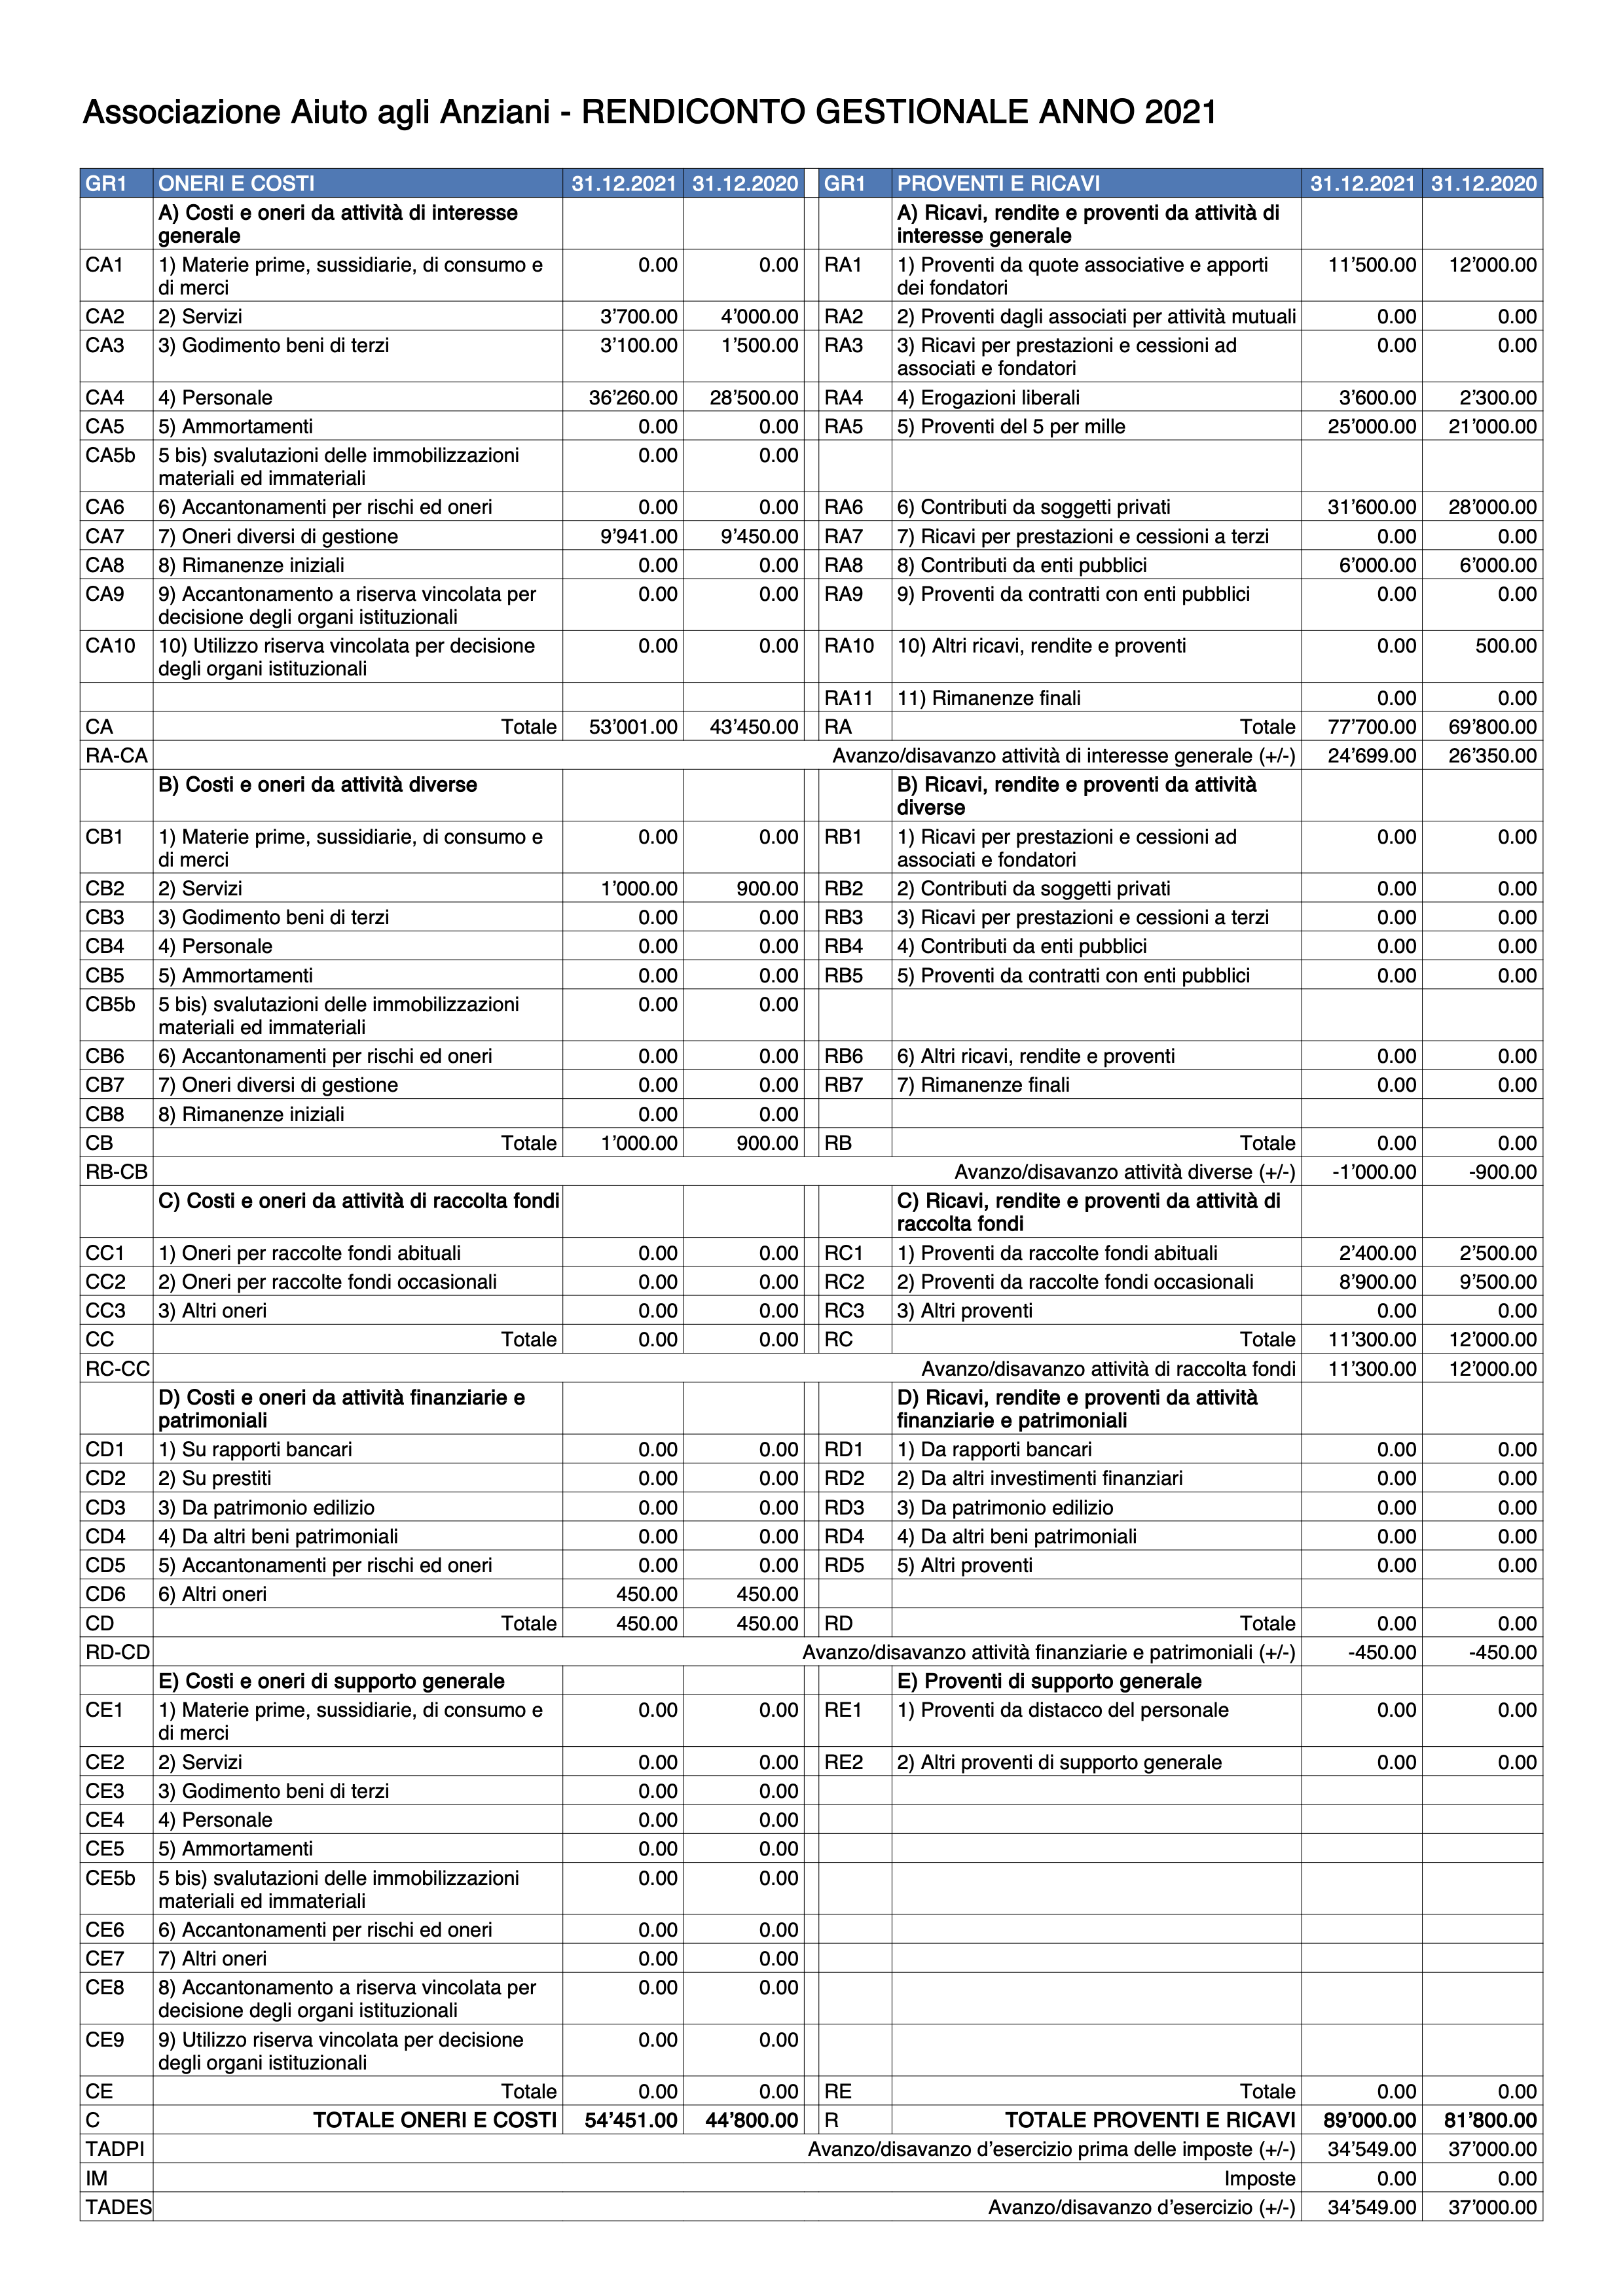 Associazione Aiuto agli Anziani - RENDICONTO GESTIONALE ANNO 2021
GR1 ONERI E COSTI 31.12.2021 31.12.2020 GR1 PROVENTI E RICAVI 31.12.2021 31.12.2020
A) Costi e oneri da attività di interesse A) Ricavi, rendite e proventi da attività di
generale interesse generale
CA1 1) Materie prime, sussidiarie, di consumo e 0.00 0.00 RA1 1) Proventi da quote associative e apporti 11’500.00 12’000.00
di merci dei fondatori
CA2 2) Servizi 3’700.00 4’000.00 RA2 2) Proventi dagli associati per attività mutuali 0.00 0.00
CA3 3) Godimento beni di terzi 3’100.00 1’500.00 RA3 3) Ricavi per prestazioni e cessioni ad 0.00 0.00
associati e fondatori
CA4 4) Personale 36’260.00 28’500.00 RA4 4) Erogazioni liberali 3’600.00 2’300.00
CA5 5) Ammortamenti 0.00 0.00 RA5 5) Proventi del 5 per mille 25’000.00 21’000.00
CA5b 5 bis) svalutazioni delle immobilizzazioni 0.00 0.00
materiali ed immateriali
CA6 6) Accantonamenti per rischi ed oneri 0.00 0.00 RA6 6) Contributi da soggetti privati 31’600.00 28’000.00
CA7 7) Oneri diversi di gestione 9’941.00 9’450.00 RA7 7) Ricavi per prestazioni e cessioni a terzi 0.00 0.00
CA8 8) Rimanenze iniziali 0.00 0.00 RA8 8) Contributi da enti pubblici 6’000.00 6’000.00
CA9 9) Accantonamento a riserva vincolata per 0.00 0.00 RA9 9) Proventi da contratti con enti pubblici 0.00 0.00
decisione degli organi istituzionali
CA10 10) Utilizzo riserva vincolata per decisione 0.00 0.00 RA10 10) Altri ricavi, rendite e proventi 0.00 500.00
degli organi istituzionali
RA11 11) Rimanenze finali 0.00 0.00
CA Totale 53’001.00 43’450.00 RA Totale 77’700.00 69’800.00
RA-CA Avanzo/disavanzo attività di interesse generale (+/-) 24’699.00 26’350.00
B) Costi e oneri da attività diverse B) Ricavi, rendite e proventi da attività
diverse
CB1 1) Materie prime, sussidiarie, di consumo e 0.00 0.00 RB1 1) Ricavi per prestazioni e cessioni ad 0.00 0.00
di merci associati e fondatori
CB2 2) Servizi 1’000.00 900.00 RB2 2) Contributi da soggetti privati 0.00 0.00
CB3 3) Godimento beni di terzi 0.00 0.00 RB3 3) Ricavi per prestazioni e cessioni a terzi 0.00 0.00
CB4 4) Personale 0.00 0.00 RB4 4) Contributi da enti pubblici 0.00 0.00
CB5 5) Ammortamenti 0.00 0.00 RB5 5) Proventi da contratti con enti pubblici 0.00 0.00
CB5b 5 bis) svalutazioni delle immobilizzazioni 0.00 0.00
materiali ed immateriali
CB6 6) Accantonamenti per rischi ed oneri 0.00 0.00 RB6 6) Altri ricavi, rendite e proventi 0.00 0.00
CB7 7) Oneri diversi di gestione 0.00 0.00 RB7 7) Rimanenze finali 0.00 0.00
CB8 8) Rimanenze iniziali 0.00 0.00
CB Totale 1’000.00 900.00 RB Totale 0.00 0.00
RB-CB Avanzo/disavanzo attività diverse (+/-) -1’000.00 -900.00
C) Costi e oneri da attività di raccolta fondi C) Ricavi, rendite e proventi da attività di
raccolta fondi
CC1 1) Oneri per raccolte fondi abituali 0.00 0.00 RC1 1) Proventi da raccolte fondi abituali 2’400.00 2’500.00
CC2 2) Oneri per raccolte fondi occasionali 0.00 0.00 RC2 2) Proventi da raccolte fondi occasionali 8’900.00 9’500.00
CC3 3) Altri oneri 0.00 0.00 RC3 3) Altri proventi 0.00 0.00
CC Totale 0.00 0.00 RC Totale 11’300.00 12’000.00
RC-CC Avanzo/disavanzo attività di raccolta fondi 11’300.00 12’000.00
D) Costi e oneri da attività finanziarie e D) Ricavi, rendite e proventi da attività
patrimoniali finanziarie e patrimoniali
CD1 1) Su rapporti bancari 0.00 0.00 RD1 1) Da rapporti bancari 0.00 0.00
CD2 2) Su prestiti 0.00 0.00 RD2 2) Da altri investimenti finanziari 0.00 0.00
CD3 3) Da patrimonio edilizio 0.00 0.00 RD3 3) Da patrimonio edilizio 0.00 0.00
CD4 4) Da altri beni patrimoniali 0.00 0.00 RD4 4) Da altri beni patrimoniali 0.00 0.00
CD5 5) Accantonamenti per rischi ed oneri 0.00 0.00 RD5 5) Altri proventi 0.00 0.00
CD6 6) Altri oneri 450.00 450.00
CD Totale 450.00 450.00 RD Totale 0.00 0.00
RD-CD Avanzo/disavanzo attività finanziarie e patrimoniali (+/-) -450.00 -450.00
E) Costi e oneri di supporto generale E) Proventi di supporto generale
CE1 1) Materie prime, sussidiarie, di consumo e 0.00 0.00 RE1 1) Proventi da distacco del personale 0.00 0.00
di merci
CE2 2) Servizi 0.00 0.00 RE2 2) Altri proventi di supporto generale 0.00 0.00
CE3 3) Godimento beni di terzi 0.00 0.00
CE4 4) Personale 0.00 0.00
CE5 5) Ammortamenti 0.00 0.00
CE5b 5 bis) svalutazioni delle immobilizzazioni 0.00 0.00
materiali ed immateriali
CE6 6) Accantonamenti per rischi ed oneri 0.00 0.00
CE7 7) Altri oneri 0.00 0.00
CE8 8) Accantonamento a riserva vincolata per 0.00 0.00
decisione degli organi istituzionali
CE9 9) Utilizzo riserva vincolata per decisione 0.00 0.00
degli organi istituzionali
CE Totale 0.00 0.00 RE Totale 0.00 0.00
C TOTALE ONERI E COSTI 54’451.00 44’800.00 R TOTALE PROVENTI E RICAVI 89’000.00 81’800.00
TADPI Avanzo/disavanzo d’esercizio prima delle imposte (+/-) 34’549.00 37’000.00
IM Imposte 0.00 0.00
TADES Avanzo/disavanzo d’esercizio (+/-) 34’549.00 37’000.00